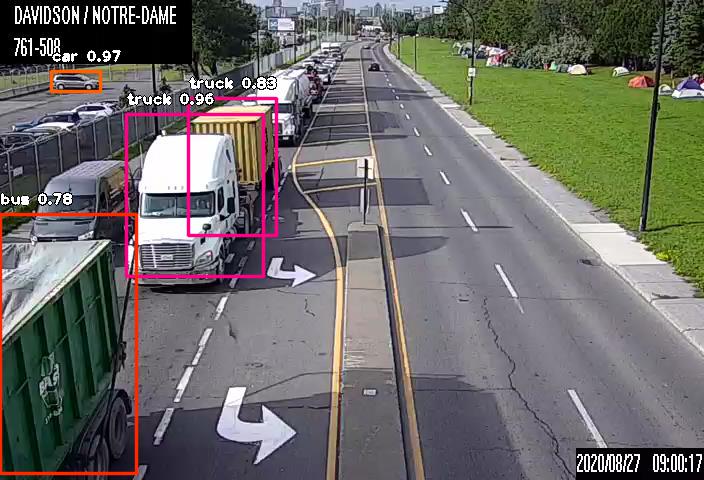 DAVIDSON / NOTRE-DAME
761-508
car 0.97
truck 0.83
truck 0.96
bus 0.78
2020/08/27 09:00:17